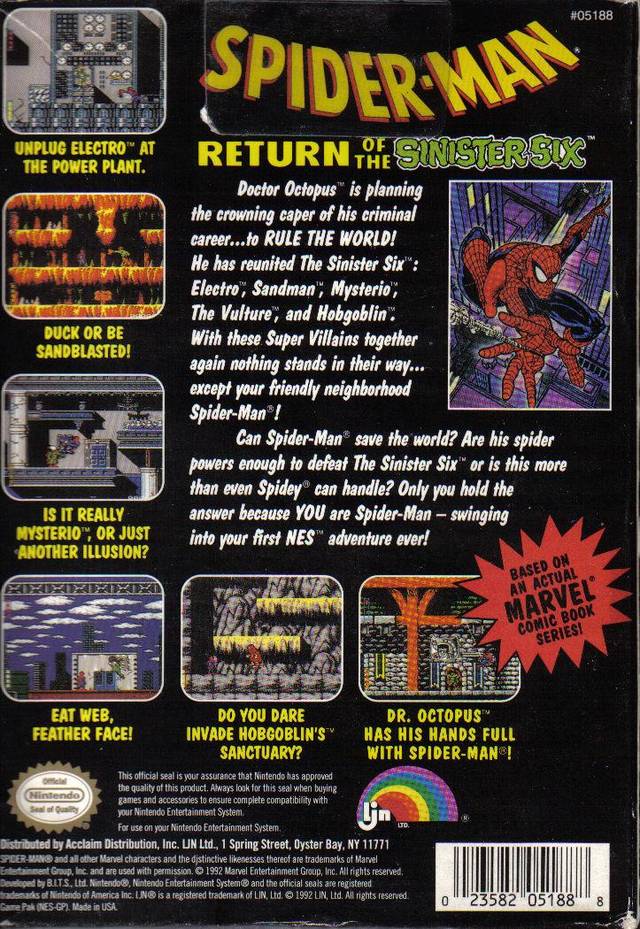 #05188
SPIDER-MAN®
RETURN OF THE SINISTER SIX™
UNPLUG ELECTRO™ AT
THE POWER PLANT.
DUCK OR BE
SANDBLASTED!
IS IT REALLY
MYSTERIO™, OR JUST
ANOTHER ILLUSION?
Doctor Octopus™ is planning
the crowning caper of his criminal
career...to RULE THE WORLD!
He has reunited The Sinister Six™:
Electro™, Sandman™, Mysterio™,
The Vulture™, and Hobgoblin™.
With these Super Villains together
again nothing stands in their way...
except your friendly neighborhood
Spider-Man®!
Can Spider-Man® save the world? Are his spider
powers enough to defeat The Sinister Six™ or is this more
than even Spidey® can handle? Only you hold the
answer because YOU are Spider-Man – swinging
into your first NES™ adventure ever!
BASED ON
AN ACTUAL
MARVEL®
COMIC BOOK
SERIES!
EAT WEB,
FEATHER FACE!
DO YOU DARE
INVADE HOBGOBLIN'S™
SANCTUARY?
DR. OCTOPUS™
HAS HIS HANDS FULL
WITH SPIDER-MAN®!
Official
Nintendo
Seal of Quality
This official seal is your assurance that Nintendo has approved
the quality of this product. Always look for this seal when buying
games and accessories to ensure complete compatibility with
your Nintendo Entertainment System.
For use on your Nintendo Entertainment System.
ljn LTD. ®
Distributed by Acclaim Distribution, Inc. LJN Ltd., 1 Spring Street, Oyster Bay, NY 11771
SPIDER-MAN® and all other Marvel characters and the distinctive likenesses thereof are trademarks of Marvel
Entertainment Group, Inc. and are used with permission. © 1992 Marvel Entertainment Group, Inc. All rights reserved.
Developed by B.I.T.S., Ltd. Nintendo®, Nintendo Entertainment System® and the official seals are registered
trademarks of Nintendo of America Inc. LJN® is a registered trademark of LJN, Ltd. © 1992 LJN, Ltd. All rights reserved.
Game Pak (NES-GP). Made in USA.
0 23582 05188 8